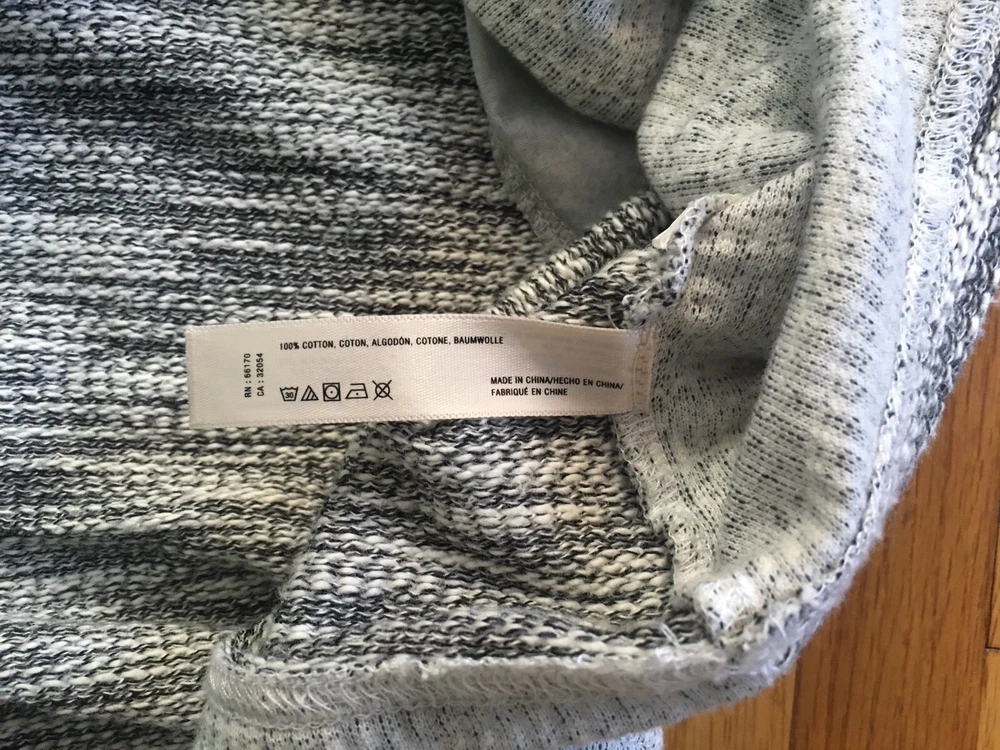 100% COTTON, COTON, ALGODÓN, COTONE, BAUMWOLLE
RN : 66170
CA : 32054
30
MADE IN CHINA/HECHO EN CHINA/
FABRIQUÉ EN CHINE